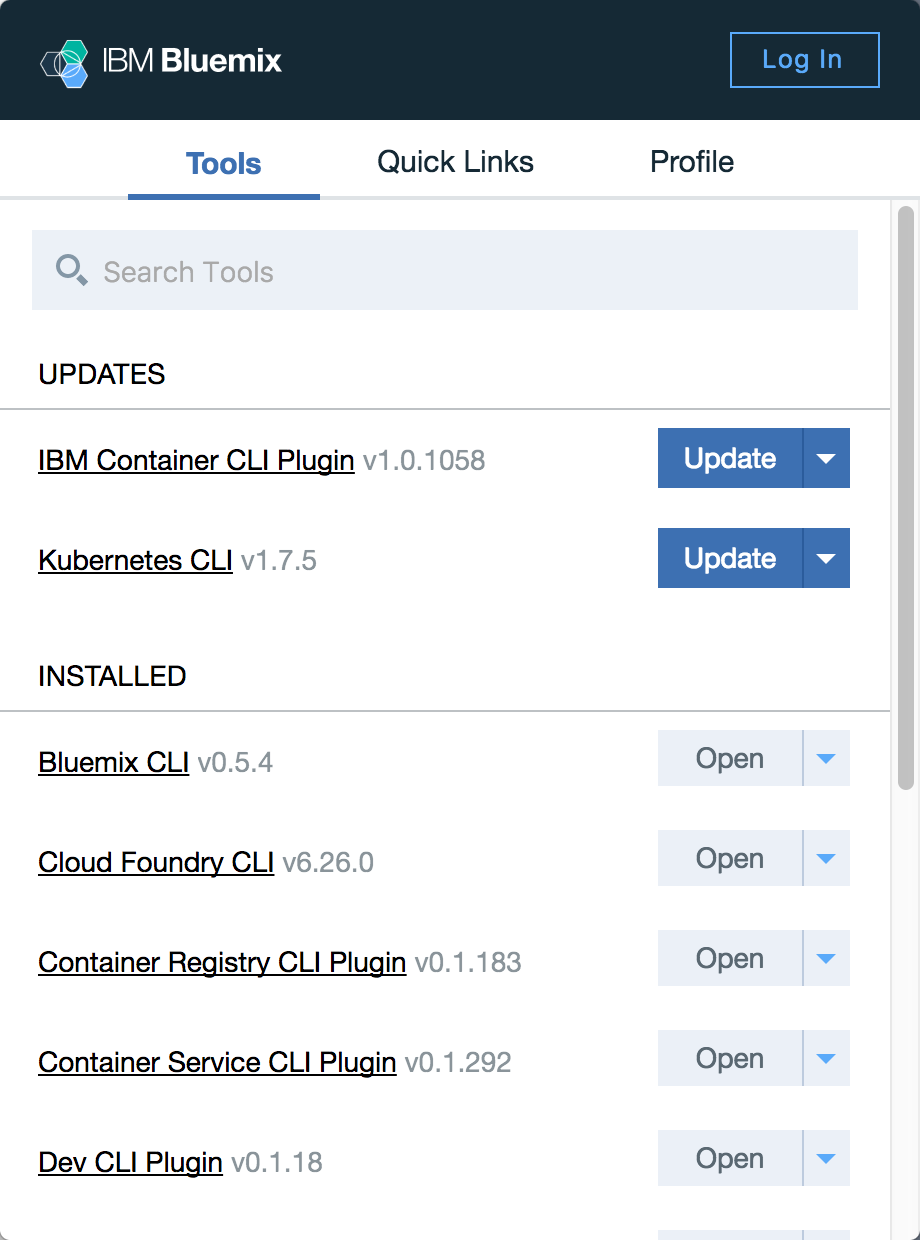 IBM Bluemix
Log In
Tools
Quick Links
Profile
Search Tools
UPDATES
IBM Container CLI Plugin v1.0.1058
Update
Kubernetes CLI v1.7.5
Update
INSTALLED
Bluemix CLI v0.5.4
Open
Cloud Foundry CLI v6.26.0
Open
Container Registry CLI Plugin v0.1.183
Open
Container Service CLI Plugin v0.1.292
Open
Dev CLI Plugin v0.1.18
Open